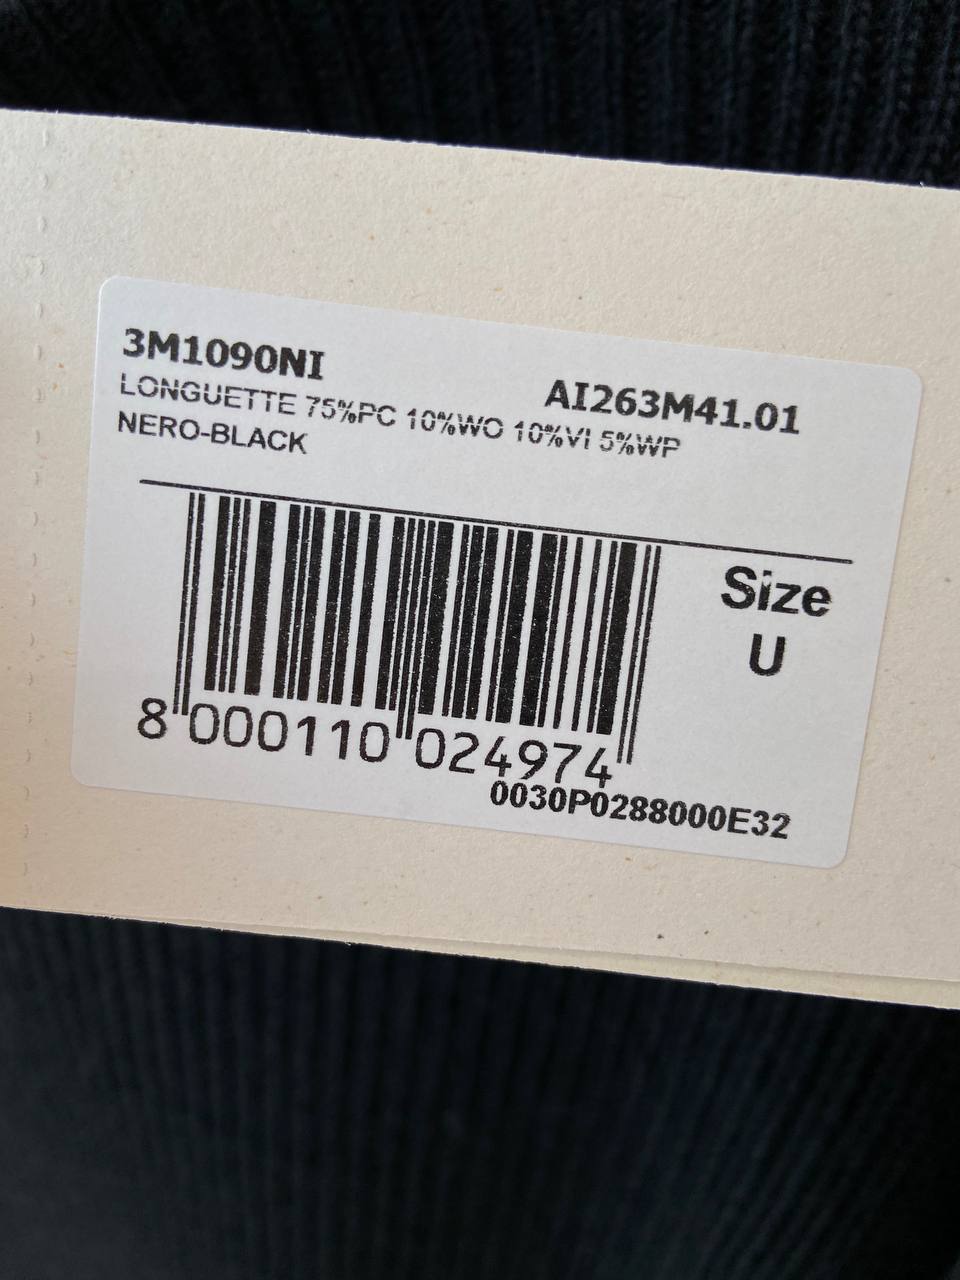 3M1090NI
AI263M41.01
LONGUETTE 75%PC 10%WO 10%VI 5%WP
NERO-BLACK
Size
U
8 000110 024974
0030P0288000E32